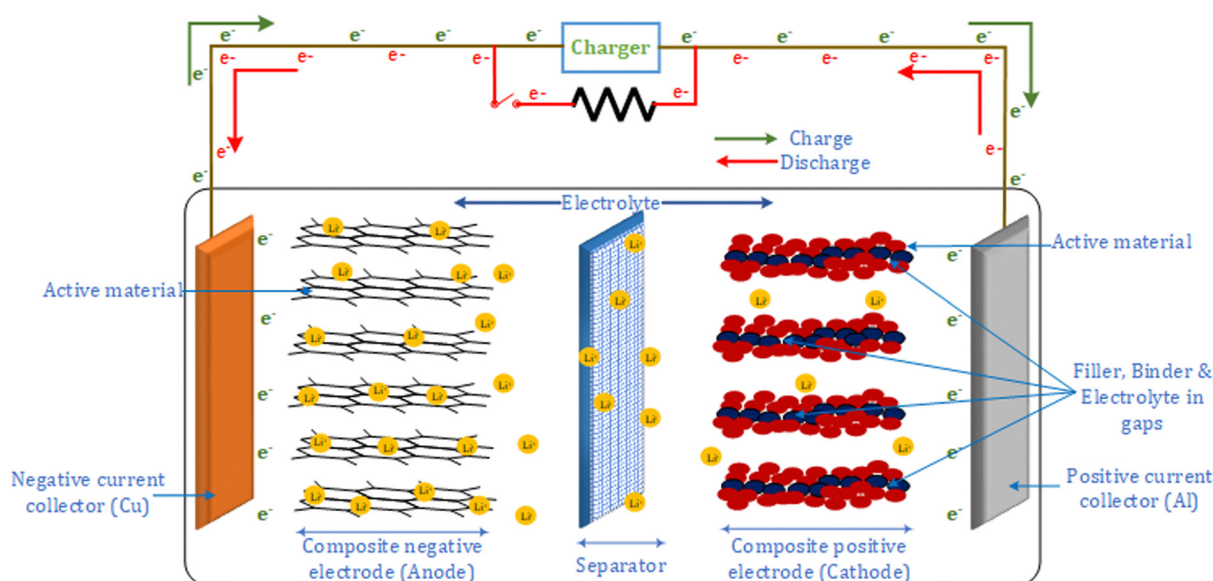 e⁻ e⁻ e⁻ e⁻ e⁻ e⁻ e⁻
Charger
e- e- e- e- e- e-
e⁻ e- e- e⁻
e- e-
e⁻ e⁻
Charge
Discharge
Electrolyte
Active material
Active material
Filler, Binder &
Electrolyte in
gaps
Negative current
collector (Cu)
Positive current
collector (Al)
Composite negative
electrode (Anode)
Separator
Composite positive
electrode (Cathode)
e⁻ e⁻
e⁻ e⁻
e⁻ e⁻
e⁻ e⁻
e⁻ e⁻
Li⁺